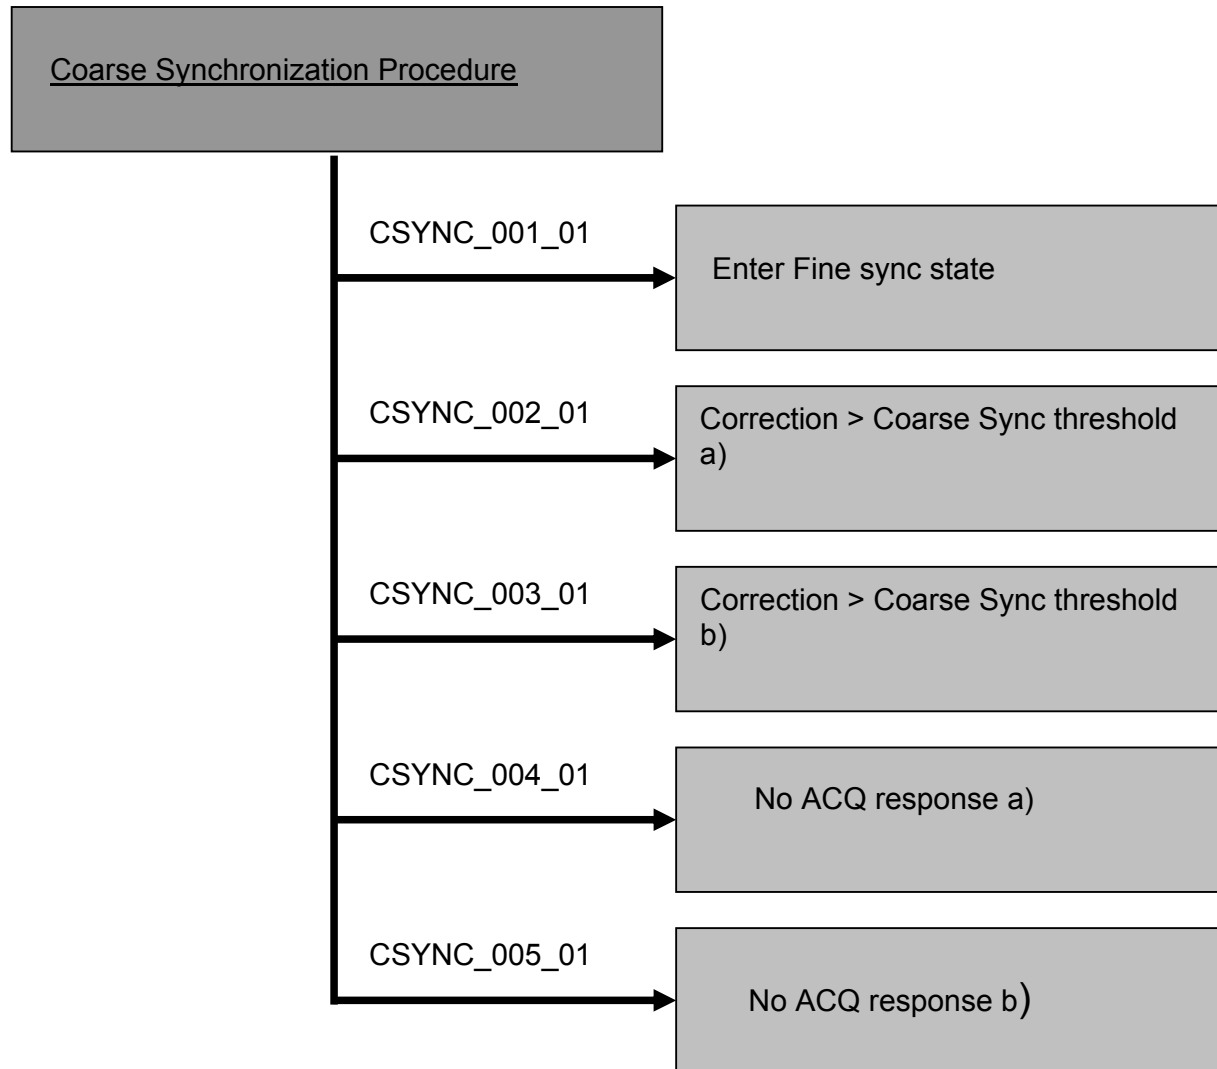 Coarse Synchronization Procedure
CSYNC_001_01
Enter Fine sync state
CSYNC_002_01
Correction > Coarse Sync threshold
a)
CSYNC_003_01
Correction > Coarse Sync threshold
b)
CSYNC_004_01
No ACQ response a)
CSYNC_005_01
No ACQ response b)